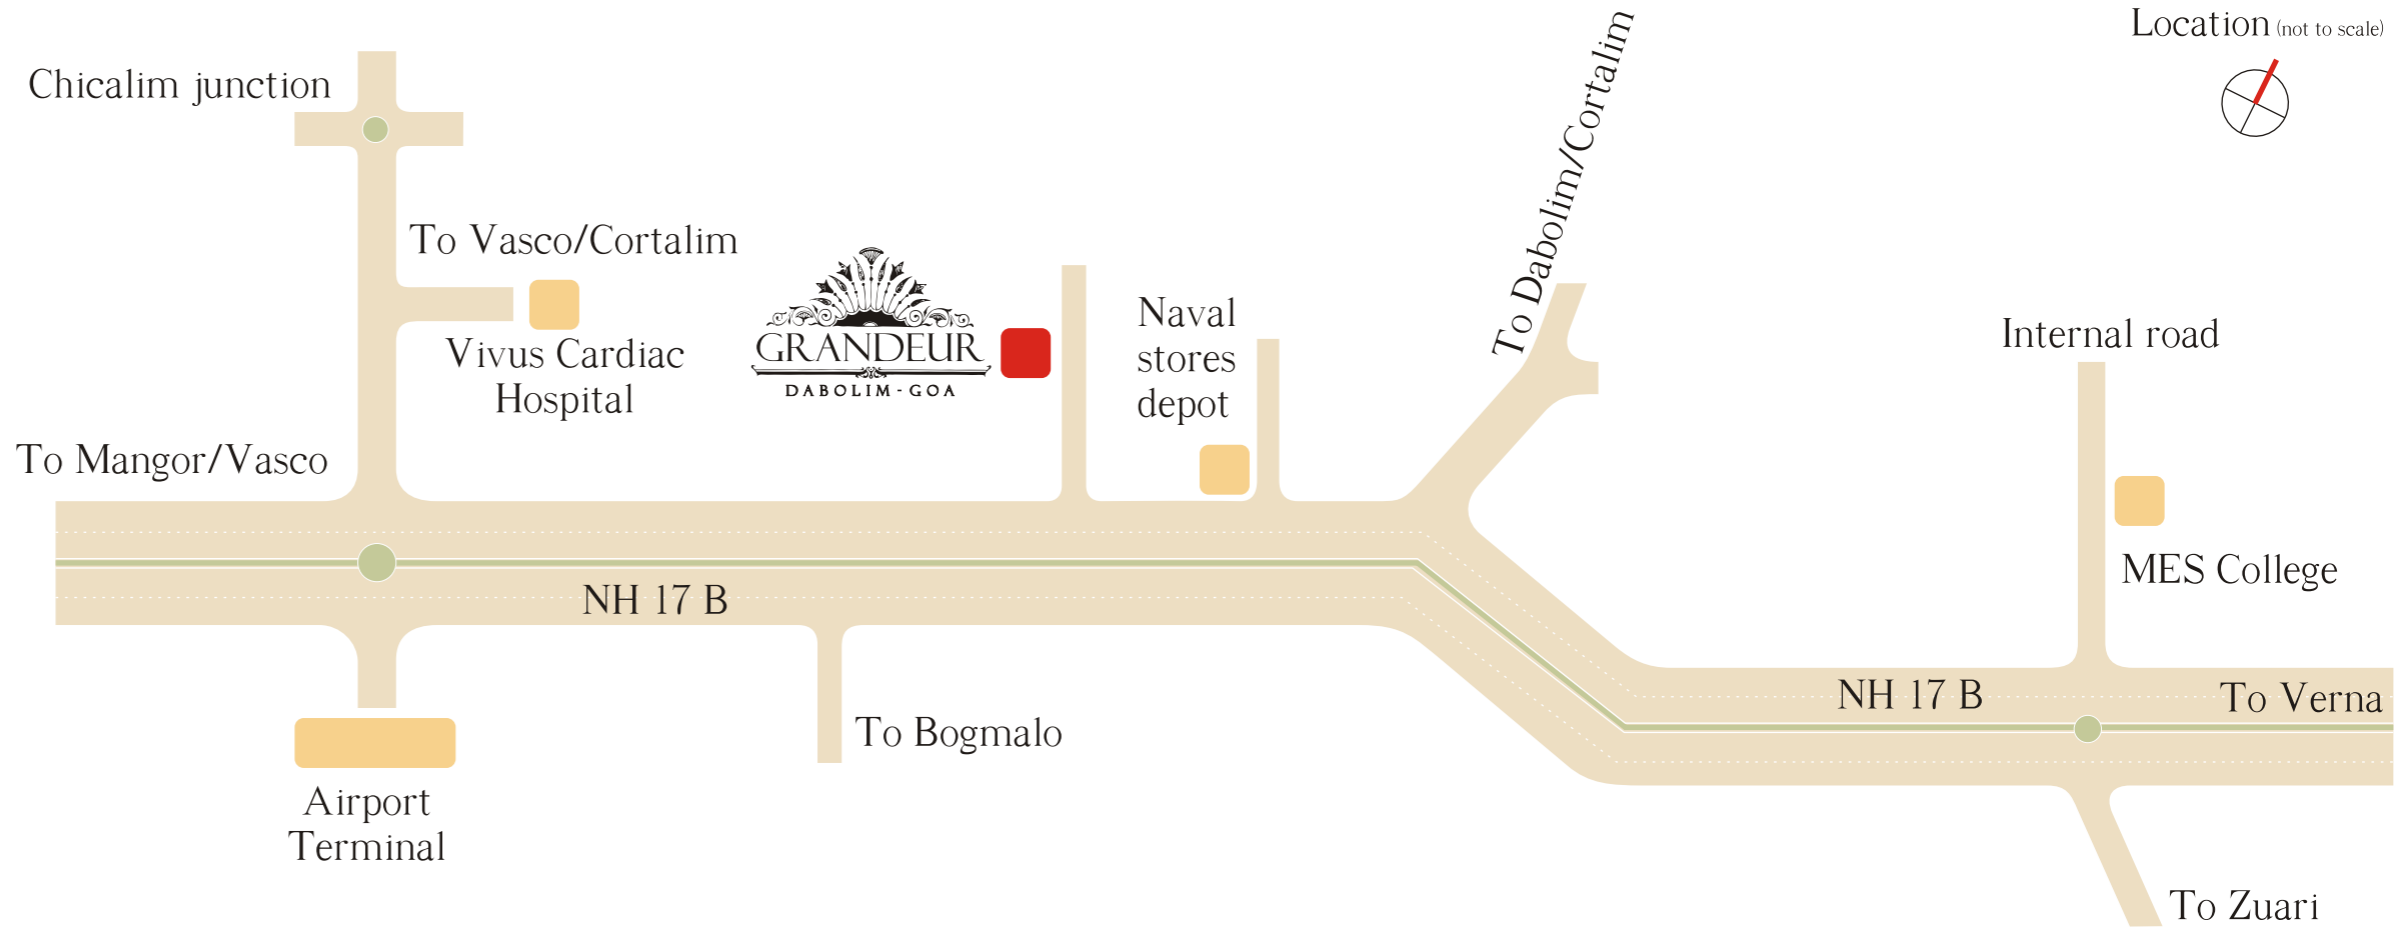 Location (not to scale)
Chicalim junction
To Vasco/Cortalim
Vivus Cardiac
Hospital
To Mangor/Vasco
GRANDEUR
DABOLIM - GOA
Naval
stores
depot
To Dabolim/Cortalim
Internal road
MES College
NH 17 B
NH 17 B
To Verna
To Bogmalo
Airport
Terminal
To Zuari